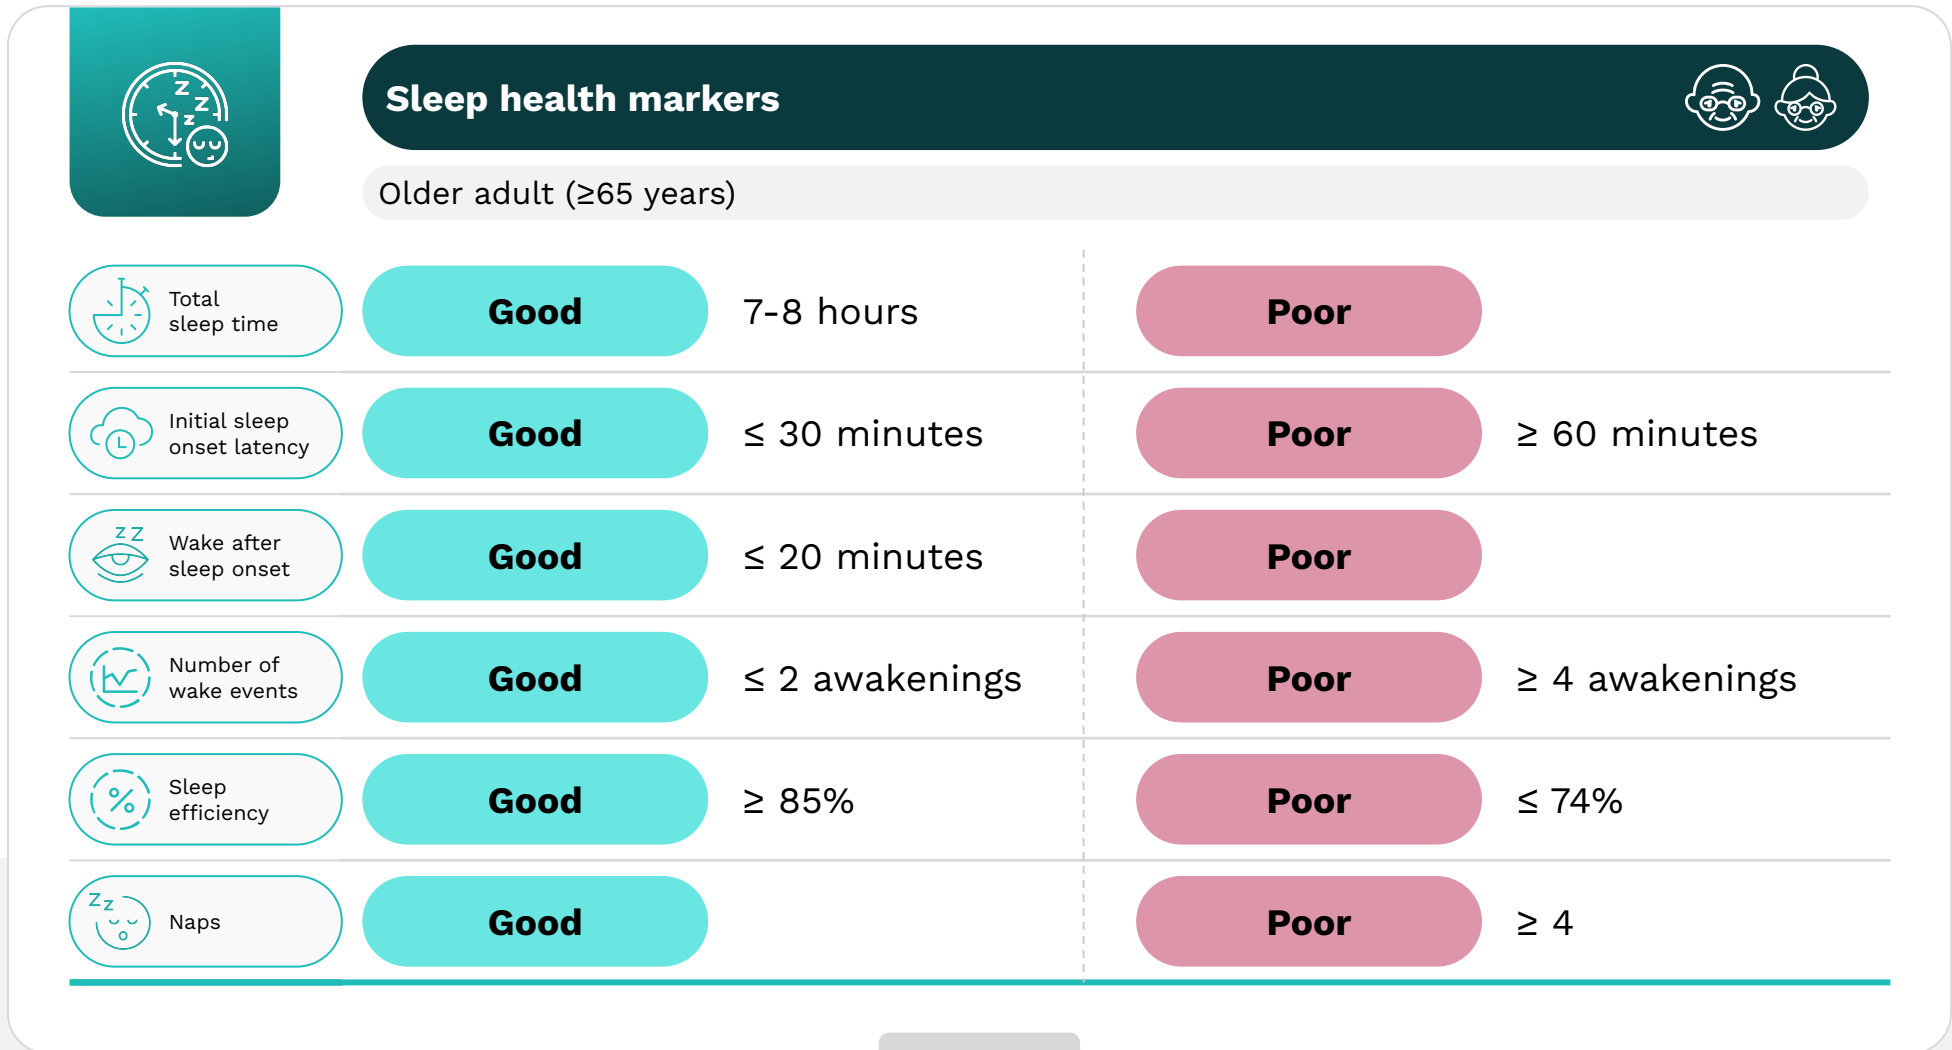 Sleep health markers
Older adult (≥65 years)
Total
sleep time
Good
7-8 hours
Poor
Initial sleep
onset latency
Good
≤ 30 minutes
Poor
≥ 60 minutes
Wake after
sleep onset
Good
≤ 20 minutes
Poor
Number of
wake events
Good
≤ 2 awakenings
Poor
≥ 4 awakenings
Sleep
efficiency
Good
≥ 85%
Poor
≤ 74%
Naps
Good
Poor
≥ 4